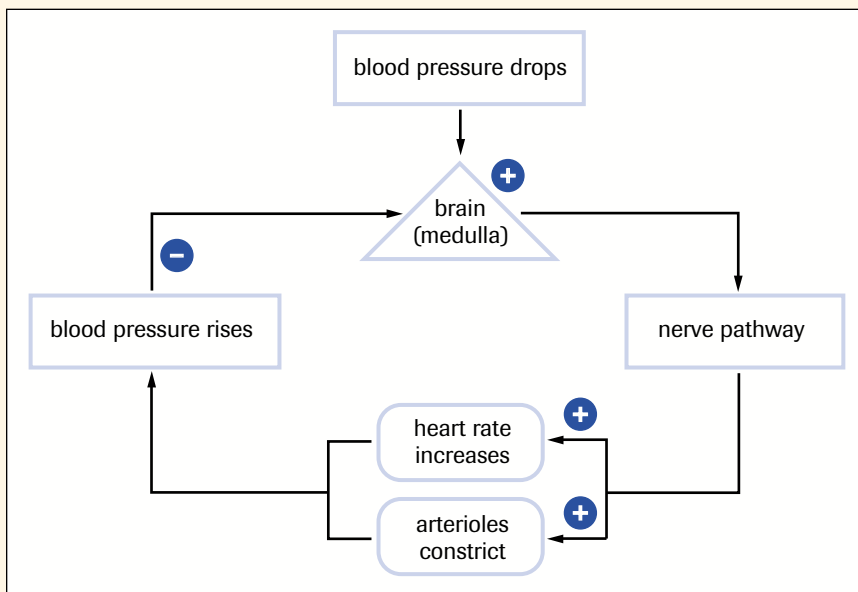 blood pressure drops
+
brain
(medulla)
−
blood pressure rises
nerve pathway
heart rate
increases
+
arterioles
constrict
+